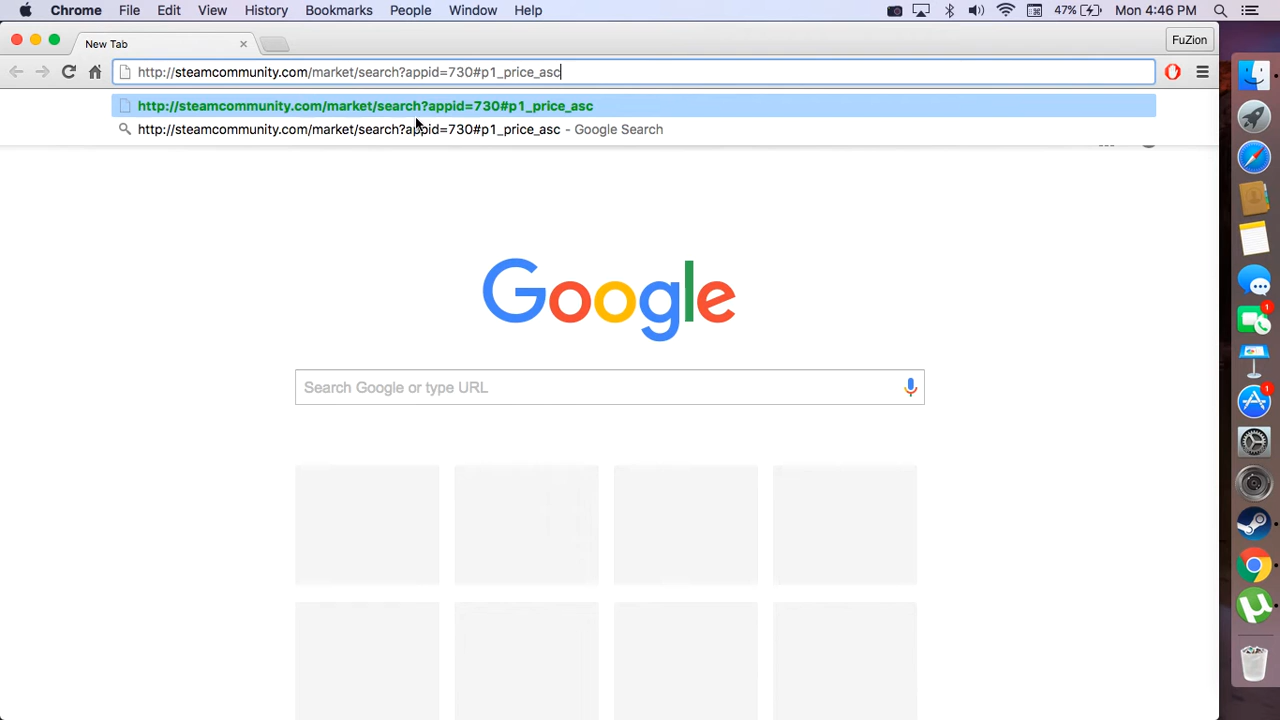 Chrome File Edit View History Bookmarks People Window Help 47% Mon 4:46 PM
New Tab FuZion
http://steamcommunity.com/market/search?appid=730#p1_price_asc
http://steamcommunity.com/market/search?appid=730#p1_price_asc
http://steamcommunity.com/market/search?appid=730#p1_price_asc - Google Search
Google
Search Google or type URL
1
1